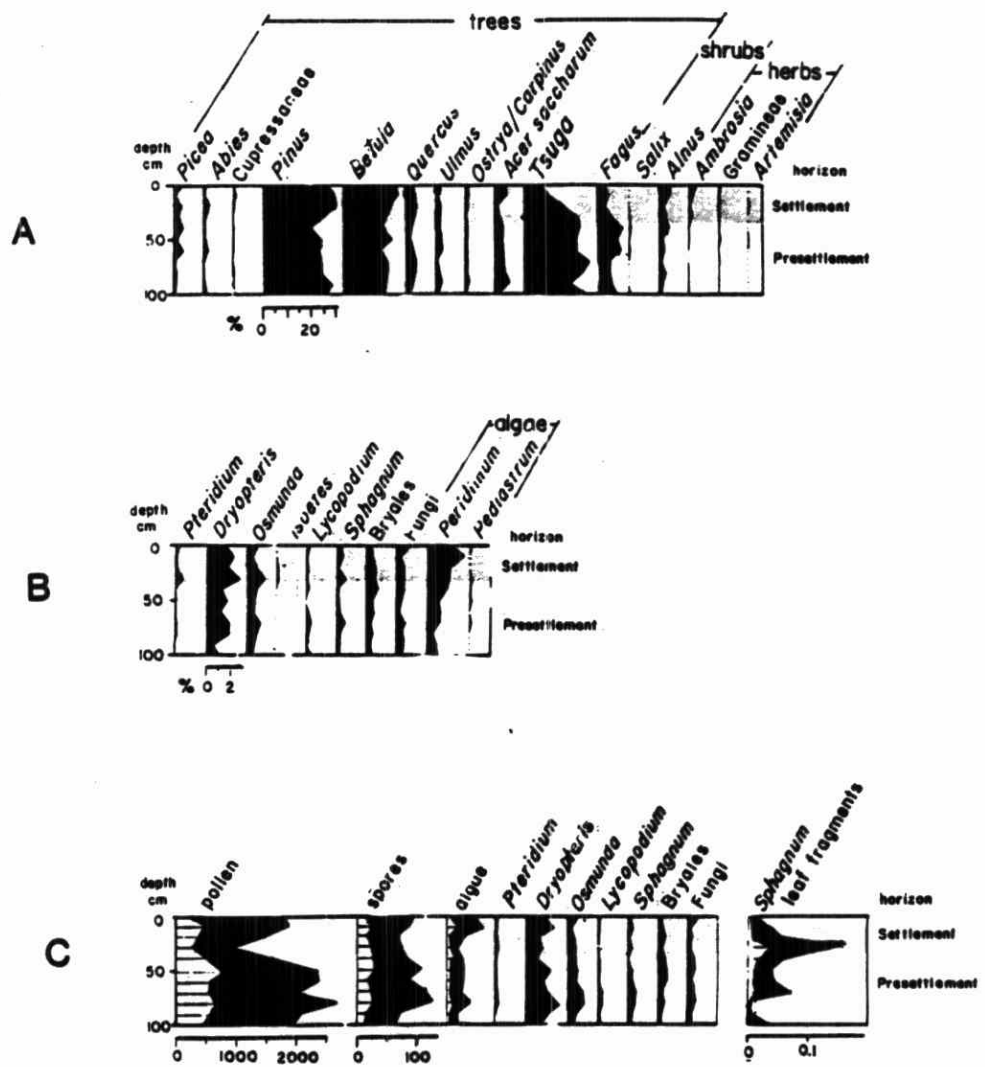 trees
shrubs
herbs
depth
cm
Picea
Abies
Cupressaceae
Pinus
Betula
Quercus
Ulmus
Ostrya/Carpinus
Acer saccharum
Tsuga
Fagus
Salix
Alnus
Ambrosia
Gramineae
Artemisia
horizon
A
0
50
100
Settlement
Presettlement
% 0 20
algae
depth
cm
Pteridium
Dryopteris
Osmunda
Lycopodium
Sphagnum
Bryales
Fungi
Peridinium
Pediastrum
horizon
B
0
50
100
Settlement
Presettlement
% 0 2
depth
cm
pollen
spores
algae
Pteridium
Dryopteris
Osmunda
Lycopodium
Sphagnum
Bryales
Fungi
Sphagnum
leaf fragments
horizon
C
0
50
100
Settlement
Presettlement
0 1000 2000
0 100
0 0.1